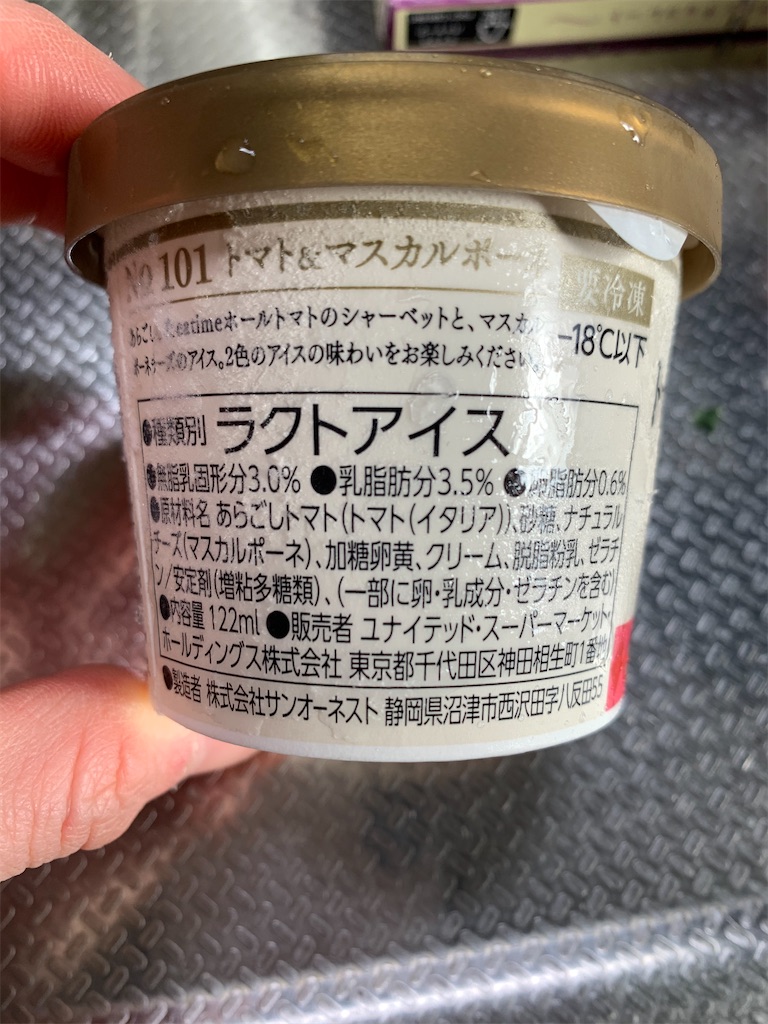 No 101 トマト&マスカルポー
要冷凍
-18℃以下
あらごし eatimeホールトマトのシャーベットと、マスカル
ポーネチーズのアイス。2色のアイスの味わいをお楽しみください。
●種類別 ラクトアイス
●無脂乳固形分3.0% ●乳脂肪分3.5% ●卵脂肪分0.6%
●原材料名 あらごしトマト(トマト(イタリア))、砂糖、ナチュラル
チーズ(マスカルポーネ)、加糖卵黄、クリーム、脱脂粉乳、ゼラチ
ン/安定剤(増粘多糖類)、(一部に卵・乳成分・ゼラチンを含む)
●内容量 122ml ●販売者 ユナイテッド・スーパーマーケット・
ホールディングス株式会社 東京都千代田区神田相生町1番地
●製造者 株式会社サンオーネスト 静岡県沼津市西沢田字八反田55